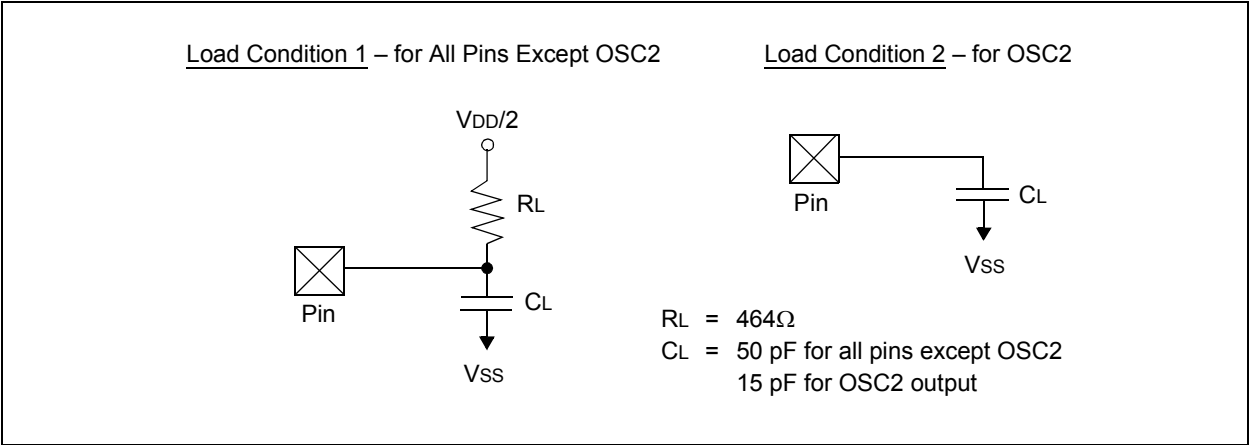 Load Condition 1 – for All Pins Except OSC2
VDD/2
RL
Pin
CL
VSS
Load Condition 2 – for OSC2
Pin
CL
VSS
RL = 464Ω
CL = 50 pF for all pins except OSC2
15 pF for OSC2 output